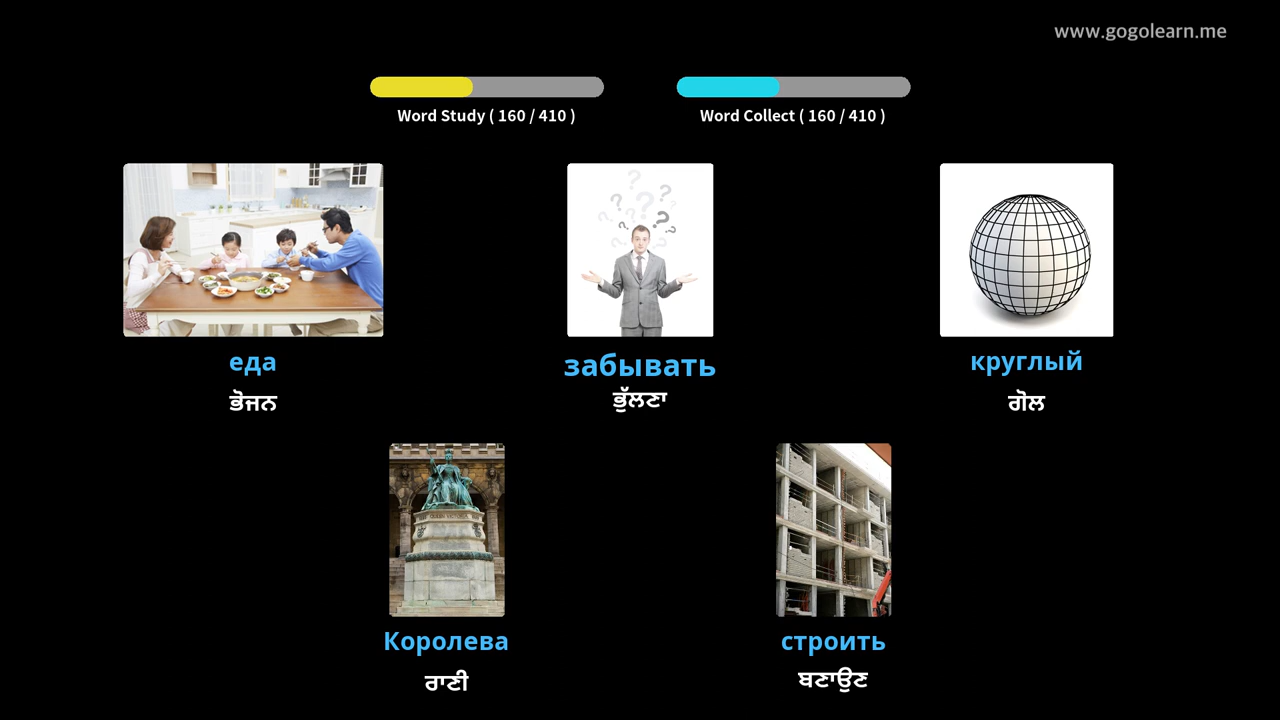 www.gogolearn.me
Word Study ( 160 / 410 )
Word Collect ( 160 / 410 )
еда
ਭੋਜਨ
забывать
ਭੁੱਲਣਾ
круглый
ਗੋਲ
Королева
ਰਾਣੀ
строить
ਬਣਾਉਣ